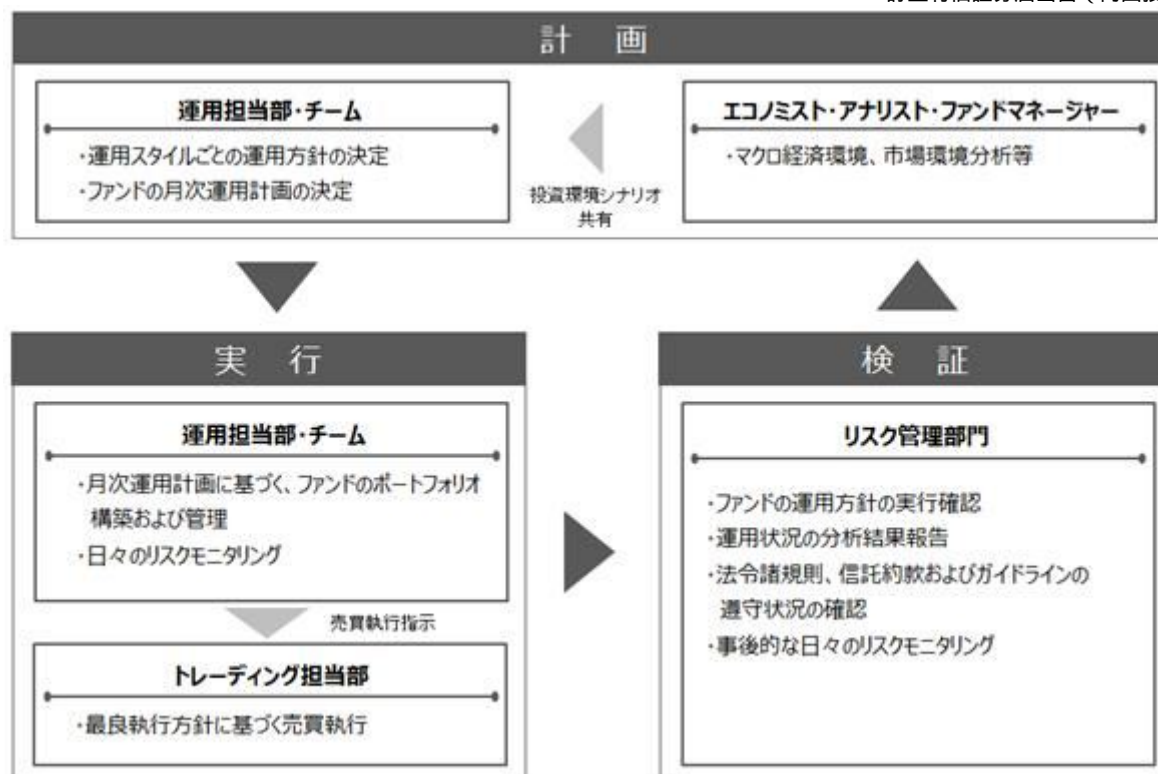 計 画
運用担当部・チーム
・運用スタイルごとの運用方針の決定
・ファンドの月次運用計画の決定
投資環境シナリオ
共有
エコノミスト・アナリスト・ファンドマネージャー
・マクロ経済環境、市場環境分析等
実 行
運用担当部・チーム
・月次運用計画に基づく、ファンドのポートフォリオ
構築および管理
・日々のリスクモニタリング
売買執行指示
トレーディング担当部
・最良執行方針に基づく売買執行
検 証
リスク管理部門
・ファンドの運用方針の実行確認
・運用状況の分析結果報告
・法令諸規則、信託約款およびガイドラインの
遵守状況の確認
・事後的な日々のリスクモニタリング